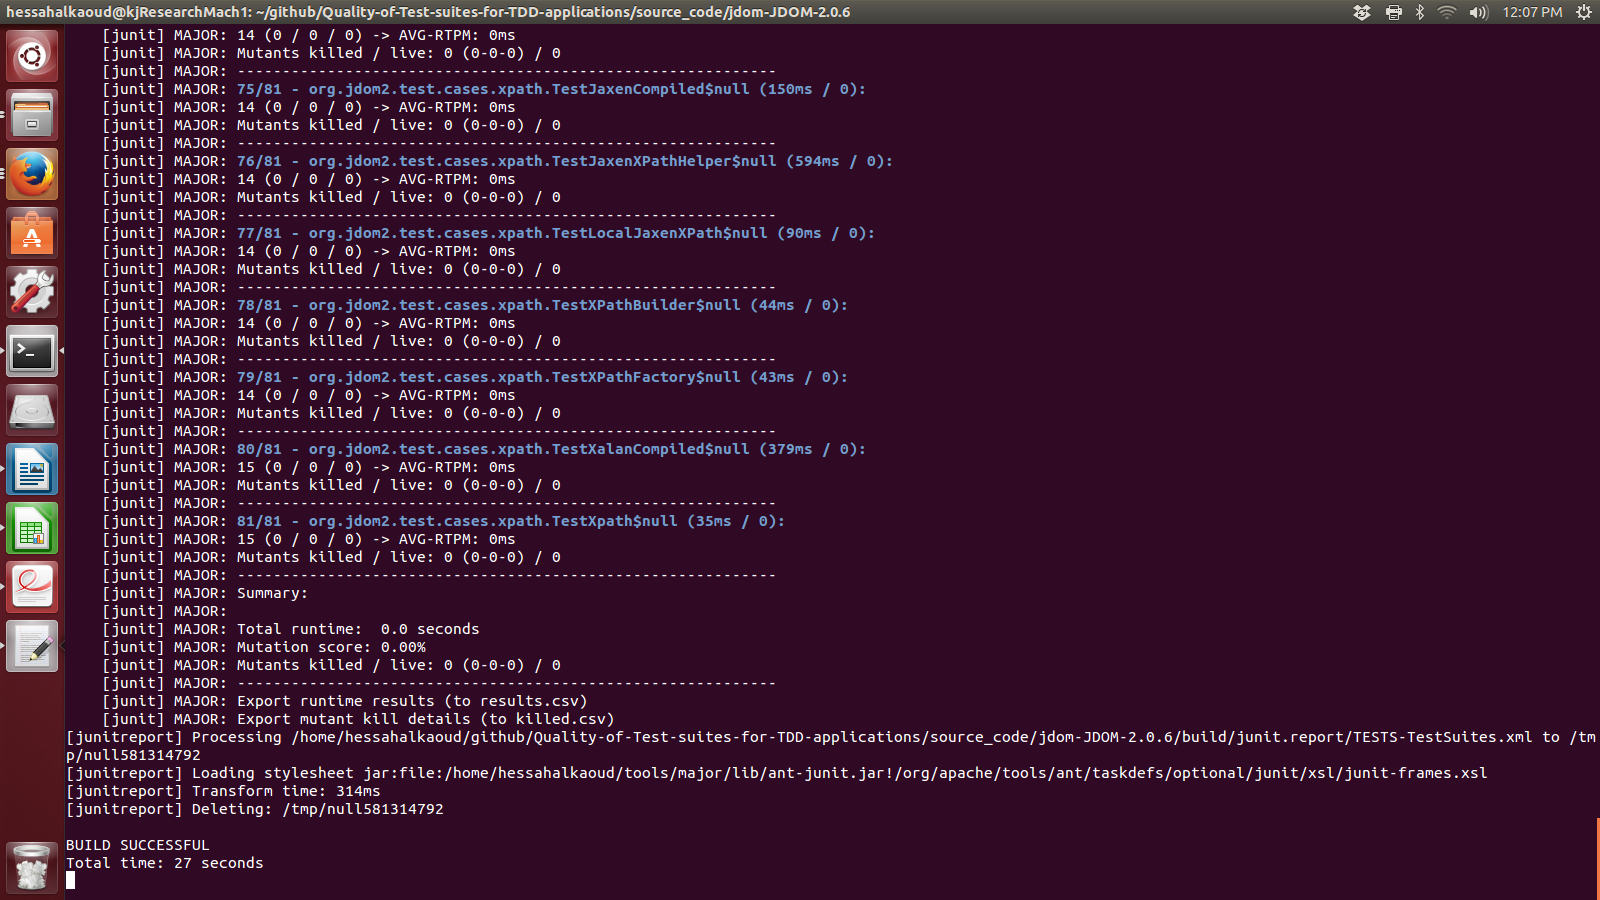 hessahalkaoud@kjResearchMach1: ~/github/Quality-of-Test-suites-for-TDD-applications/source_code/jdom-JDOM-2.0.6 12:07 PM
[junit] MAJOR: 14 (0 / 0 / 0) -> AVG-RTPM: 0ms
[junit] MAJOR: Mutants killed / live: 0 (0-0-0) / 0
[junit] MAJOR: ------------------------------------------------------------
[junit] MAJOR: 75/81 - org.jdom2.test.cases.xpath.TestJaxenCompiled$null (150ms / 0):
[junit] MAJOR: 14 (0 / 0 / 0) -> AVG-RTPM: 0ms
[junit] MAJOR: Mutants killed / live: 0 (0-0-0) / 0
[junit] MAJOR: ------------------------------------------------------------
[junit] MAJOR: 76/81 - org.jdom2.test.cases.xpath.TestJaxenXPathHelper$null (594ms / 0):
[junit] MAJOR: 14 (0 / 0 / 0) -> AVG-RTPM: 0ms
[junit] MAJOR: Mutants killed / live: 0 (0-0-0) / 0
[junit] MAJOR: ------------------------------------------------------------
[junit] MAJOR: 77/81 - org.jdom2.test.cases.xpath.TestLocalJaxenXPath$null (90ms / 0):
[junit] MAJOR: 14 (0 / 0 / 0) -> AVG-RTPM: 0ms
[junit] MAJOR: Mutants killed / live: 0 (0-0-0) / 0
[junit] MAJOR: ------------------------------------------------------------
[junit] MAJOR: 78/81 - org.jdom2.test.cases.xpath.TestXPathBuilder$null (44ms / 0):
[junit] MAJOR: 14 (0 / 0 / 0) -> AVG-RTPM: 0ms
[junit] MAJOR: Mutants killed / live: 0 (0-0-0) / 0
[junit] MAJOR: ------------------------------------------------------------
[junit] MAJOR: 79/81 - org.jdom2.test.cases.xpath.TestXPathFactory$null (43ms / 0):
[junit] MAJOR: 14 (0 / 0 / 0) -> AVG-RTPM: 0ms
[junit] MAJOR: Mutants killed / live: 0 (0-0-0) / 0
[junit] MAJOR: ------------------------------------------------------------
[junit] MAJOR: 80/81 - org.jdom2.test.cases.xpath.TestXalanCompiled$null (379ms / 0):
[junit] MAJOR: 15 (0 / 0 / 0) -> AVG-RTPM: 0ms
[junit] MAJOR: Mutants killed / live: 0 (0-0-0) / 0
[junit] MAJOR: ------------------------------------------------------------
[junit] MAJOR: 81/81 - org.jdom2.test.cases.xpath.TestXpath$null (35ms / 0):
[junit] MAJOR: 15 (0 / 0 / 0) -> AVG-RTPM: 0ms
[junit] MAJOR: Mutants killed / live: 0 (0-0-0) / 0
[junit] MAJOR: ------------------------------------------------------------
[junit] MAJOR: Summary:
[junit] MAJOR:
[junit] MAJOR: Total runtime:  0.0 seconds
[junit] MAJOR: Mutation score: 0.00%
[junit] MAJOR: Mutants killed / live: 0 (0-0-0) / 0
[junit] MAJOR: ------------------------------------------------------------
[junit] MAJOR: Export runtime results (to results.csv)
[junit] MAJOR: Export mutant kill details (to killed.csv)
[junitreport] Processing /home/hessahalkaoud/github/Quality-of-Test-suites-for-TDD-applications/source_code/jdom-JDOM-2.0.6/build/junit.report/TESTS-TestSuites.xml to /tm
p/null581314792
[junitreport] Loading stylesheet jar:file:/home/hessahalkaoud/tools/major/lib/ant-junit.jar!/org/apache/tools/ant/taskdefs/optional/junit/xsl/junit-frames.xsl
[junitreport] Transform time: 314ms
[junitreport] Deleting: /tmp/null581314792
BUILD SUCCESSFUL
Total time: 27 seconds